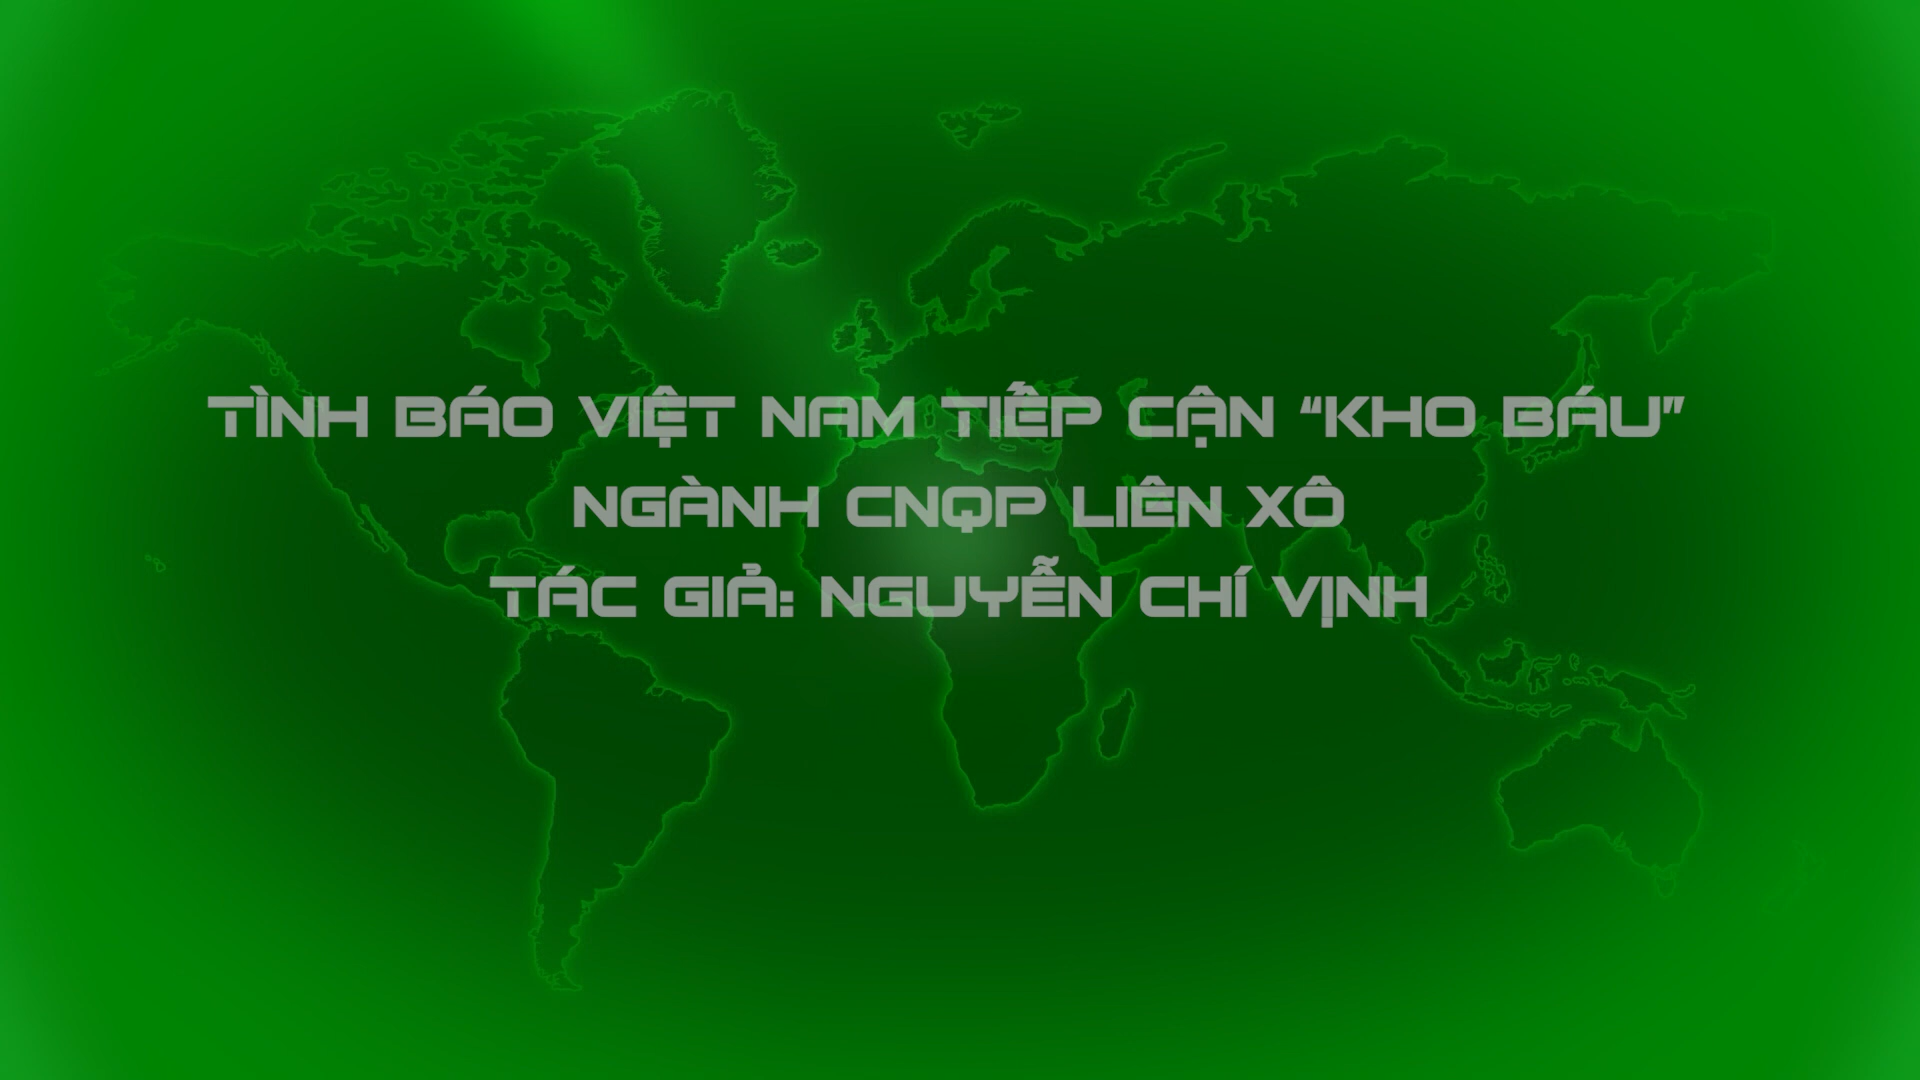 TÌNH BÁO VIỆT NAM TIẾP CẬN “KHO BÁU”
NGÀNH CNQP LIÊN XÔ
TÁC GIẢ: NGUYỄN CHÍ VỊNH